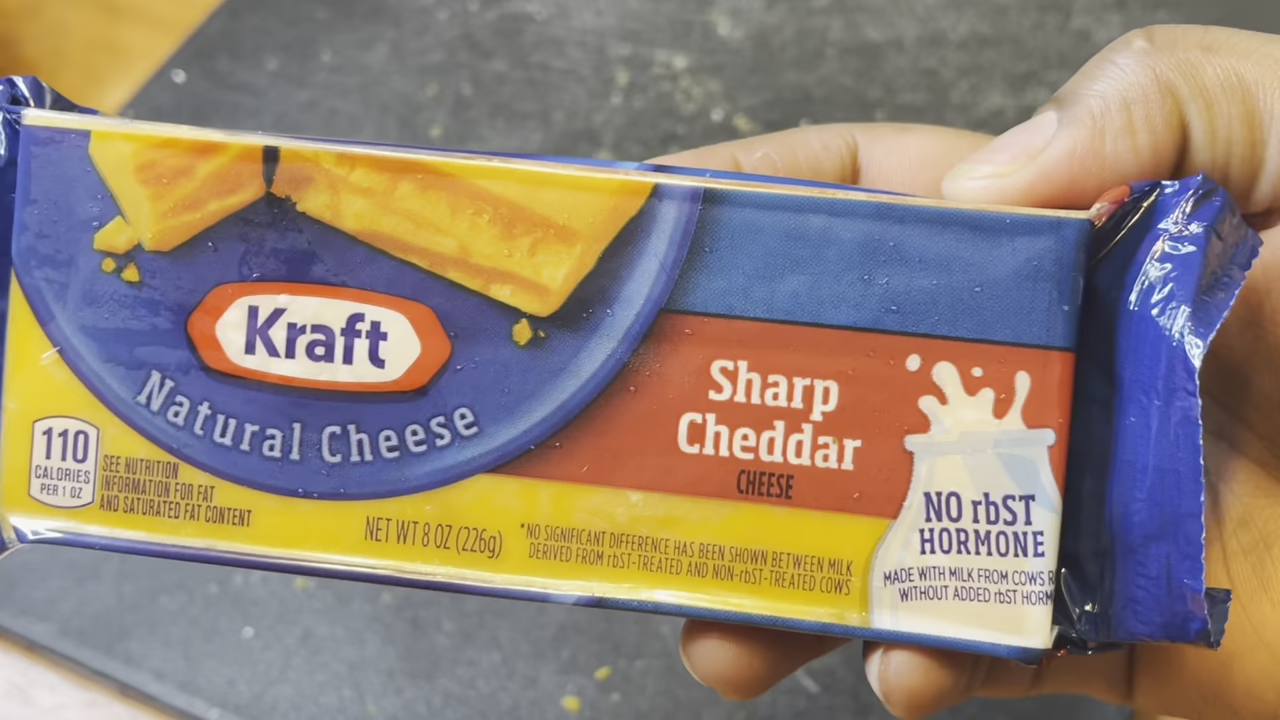 Kraft
Natural Cheese
110
CALORIES
PER 1 OZ
SEE NUTRITION
INFORMATION FOR FAT
AND SATURATED FAT CONTENT
NET WT 8 OZ (226g)
Sharp
Cheddar
CHEESE
*NO SIGNIFICANT DIFFERENCE HAS BEEN SHOWN BETWEEN MILK
DERIVED FROM rbST-TREATED AND NON-rbST-TREATED COWS
NO rbST
HORMONE
MADE WITH MILK FROM COWS R
WITHOUT ADDED rbST HORM